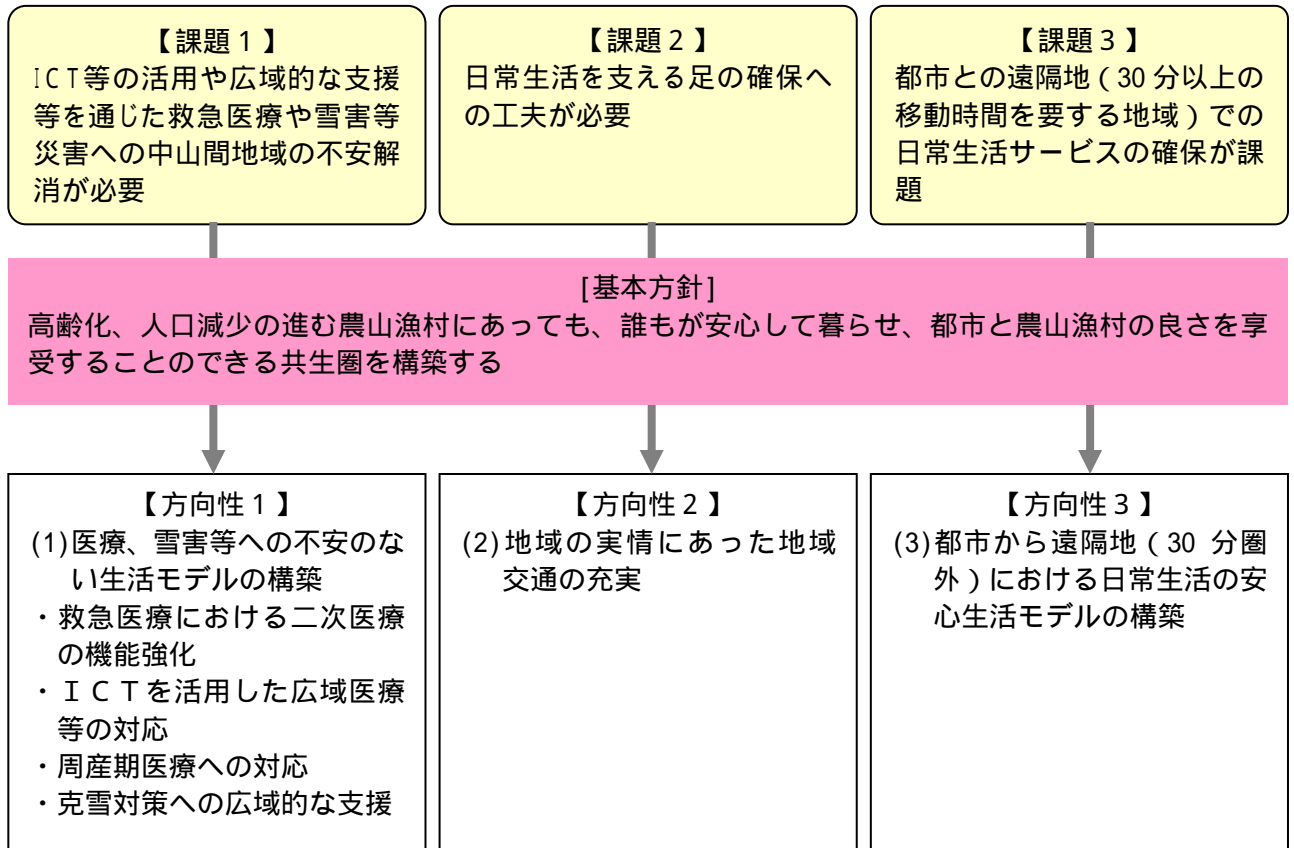 【課題１】
ICT等の活用や広域的な支援
等を通じた救急医療や雪害等
災害への中山間地域の不安解
消が必要
【課題２】
日常生活を支える足の確保へ
の工夫が必要
【課題３】
都市との遠隔地（30 分以上の
移動時間を要する地域）での
日常生活サービスの確保が課
題
[基本方針]
高齢化、人口減少の進む農山漁村にあっても、誰もが安心して暮らせ、都市と農山漁村の良さを享
受することのできる共生圏を構築する
【方向性１】
(1)医療、雪害等への不安のな
い生活モデルの構築
・救急医療における二次医療
の機能強化
・ＩＣＴを活用した広域医療
等の対応
・周産期医療への対応
・克雪対策への広域的な支援
【方向性２】
(2)地域の実情にあった地域
交通の充実
【方向性３】
(3)都市から遠隔地（30 分圏
外）における日常生活の安
心生活モデルの構築